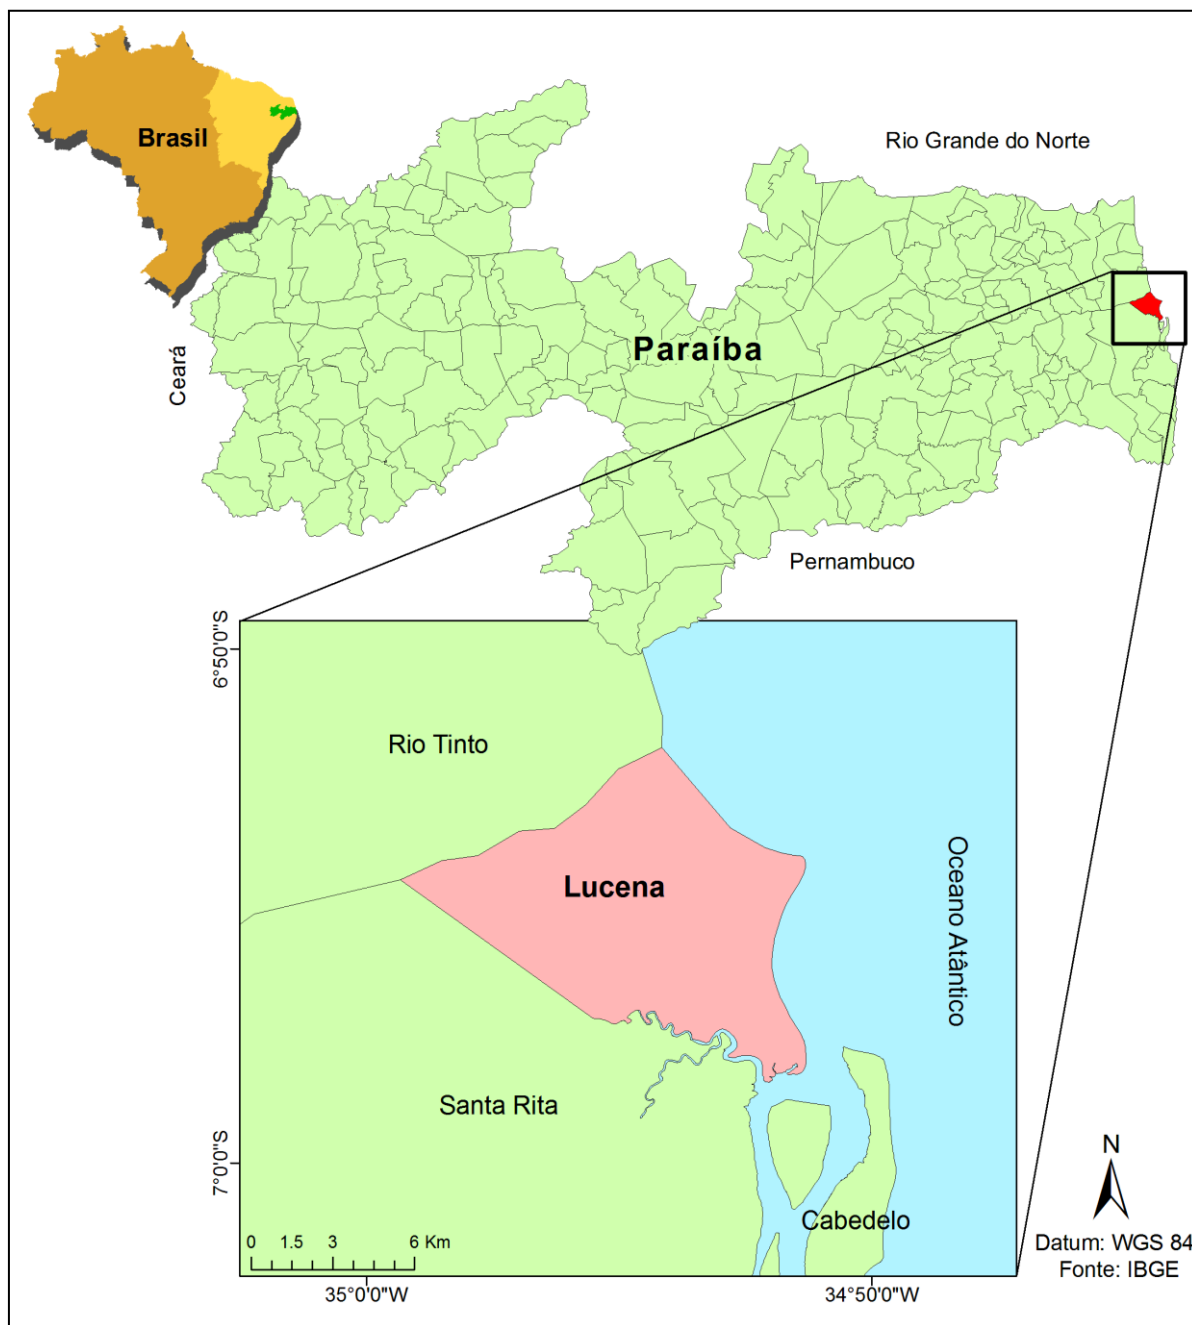 Brasil
Rio Grande do Norte
Paraíba
Ceará
Pernambuco
6°50'0"S
Rio Tinto
Lucena
Oceano Atântico
Santa Rita
7°0'0"S
Cabedelo
N
0 1.5 3 6 Km
Datum: WGS 84
Fonte: IBGE
35°0'0"W
34°50'0"W